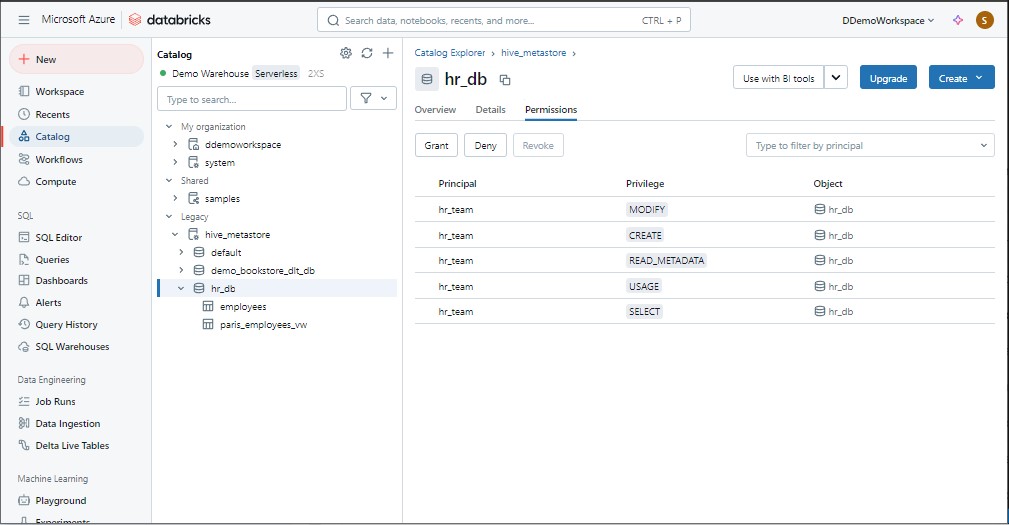 Microsoft Azure databricks
Search data, notebooks, recents, and more... CTRL + P
DDemoWorkspace
S
New
Workspace
Recents
Catalog
Workflows
Compute
SQL
SQL Editor
Queries
Dashboards
Alerts
Query History
SQL Warehouses
Data Engineering
Job Runs
Data Ingestion
Delta Live Tables
Machine Learning
Playground
Experiments
Catalog
Demo Warehouse Serverless 2XS
Type to search...
My organization
ddemoworkspace
system
Shared
samples
Legacy
hive_metastore
default
demo_bookstore_dlt_db
hr_db
employees
paris_employees_vw
Catalog Explorer > hive_metastore >
hr_db
Use with BI tools
Upgrade
Create
Overview Details Permissions
Grant Deny Revoke
Type to filter by principal
Principal Privilege Object
hr_team MODIFY hr_db
hr_team CREATE hr_db
hr_team READ_METADATA hr_db
hr_team USAGE hr_db
hr_team SELECT hr_db